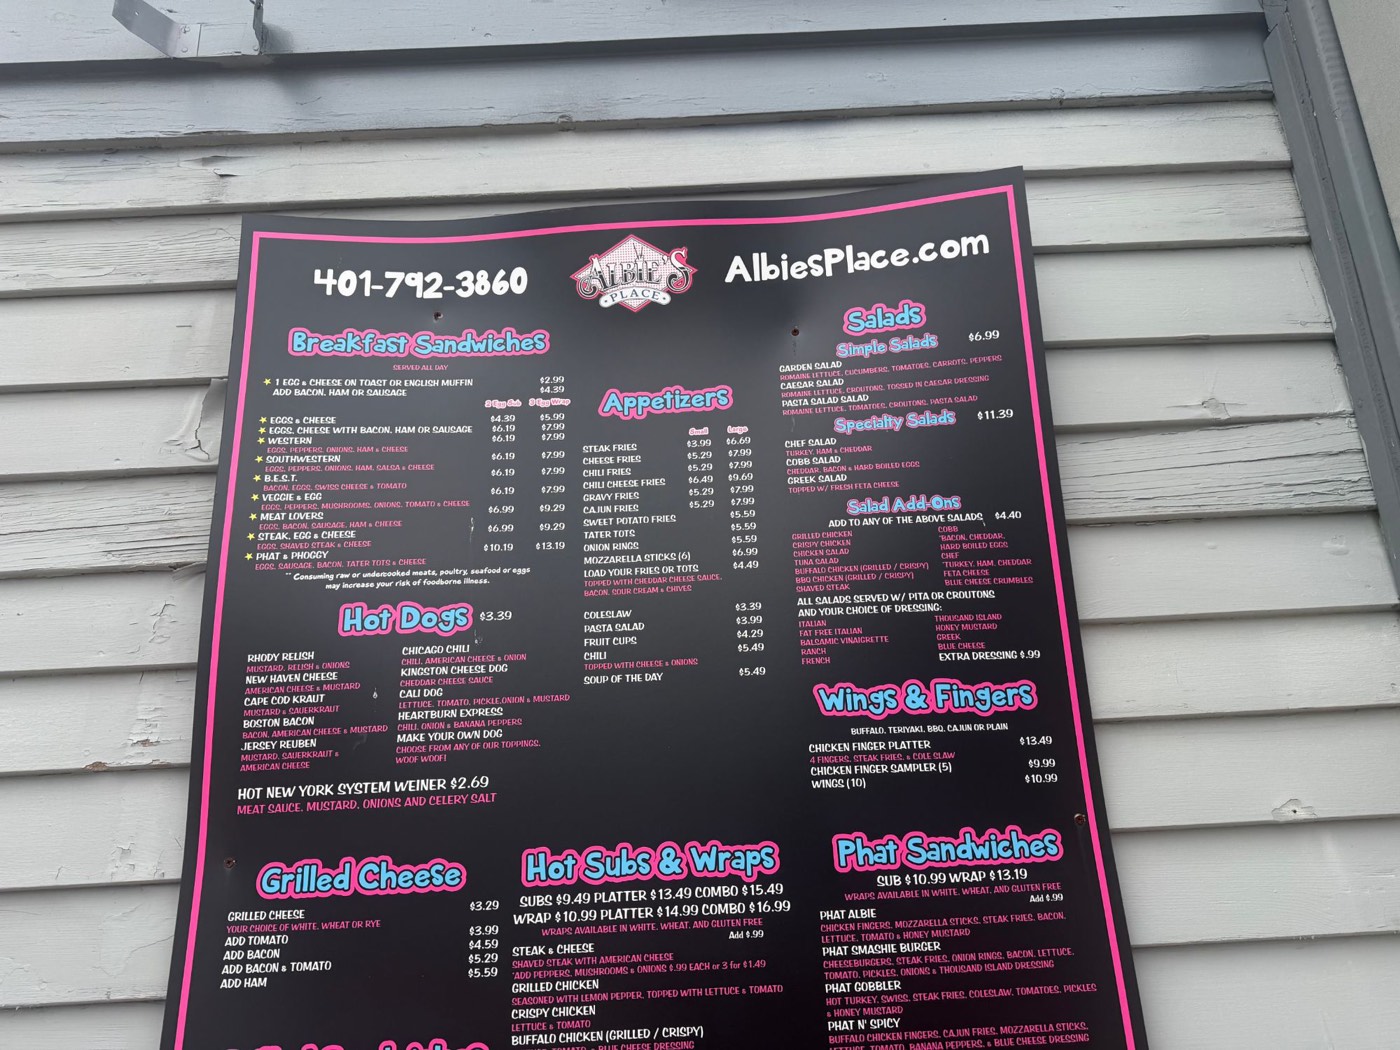 401-792-3860
ALBIE'S
PLACE
AlbiesPlace.com
Breakfast Sandwiches
SERVED ALL DAY
1 EGG & CHEESE ON TOAST OR ENGLISH MUFFIN $2.99
ADD BACON, HAM OR SAUSAGE $4.39
2 Egg Sub 3 Egg Wrap
EGGS & CHEESE $4.39 $5.99
EGGS, CHEESE WITH BACON, HAM OR SAUSAGE $6.19 $7.99
WESTERN $6.19 $7.99
EGGS, PEPPERS, ONIONS, HAM & CHEESE
SOUTHWESTERN $6.19 $7.99
EGGS, PEPPERS, ONIONS, HAM, SALSA & CHEESE
B.E.S.T. $6.19 $7.99
BACON, EGGS, SWISS CHEESE & TOMATO
VEGGIE & EGG $6.19 $7.99
EGGS, PEPPERS, MUSHROOMS, ONIONS, TOMATO & CHEESE
MEAT LOVERS $6.99 $9.29
EGGS, BACON, SAUSAGE, HAM & CHEESE
STEAK, EGG & CHEESE $6.99 $9.29
EGGS, SHAVED STEAK & CHEESE
PHAT & PHOGGY $10.19 $13.19
EGGS, SAUSAGE, BACON, TATER TOTS & CHEESE
** Consuming raw or undercooked meats, poultry, seafood or eggs
may increase your risk of foodborne illness.
Hot Dogs $3.39
RHODY RELISH
MUSTARD, RELISH & ONIONS
NEW HAVEN CHEESE
AMERICAN CHEESE & MUSTARD
CAPE COD KRAUT
MUSTARD & SAUERKRAUT
BOSTON BACON
BACON, AMERICAN CHEESE & MUSTARD
JERSEY REUBEN
MUSTARD, SAUERKRAUT &
AMERICAN CHEESE
CHICAGO CHILI
CHILI, AMERICAN CHEESE & ONION
KINGSTON CHEESE DOG
CHEDDAR CHEESE SAUCE
CALI DOG
LETTUCE, TOMATO, PICKLE,ONION & MUSTARD
HEARTBURN EXPRESS
CHILI, ONION & BANANA PEPPERS
MAKE YOUR OWN DOG
CHOOSE FROM ANY OF OUR TOPPINGS,
WOOF WOOF!
HOT NEW YORK SYSTEM WEINER $2.69
MEAT SAUCE, MUSTARD, ONIONS AND CELERY SALT
Appetizers
Small Large
STEAK FRIES $3.99 $6.69
CHEESE FRIES $5.29 $7.99
CHILI FRIES $5.29 $7.99
CHILI CHEESE FRIES $6.49 $9.69
GRAVY FRIES $5.29 $7.99
CAJUN FRIES $5.29 $7.99
SWEET POTATO FRIES $5.59
TATER TOTS $5.59
ONION RINGS $5.59
MOZZARELLA STICKS (6) $6.99
LOAD YOUR FRIES OR TOTS $4.49
TOPPED WITH CHEDDAR CHEESE SAUCE,
BACON, SOUR CREAM & CHIVES
COLESLAW $3.39
PASTA SALAD $3.99
FRUIT CUPS $4.29
CHILI $5.49
TOPPED WITH CHEESE & ONIONS
SOUP OF THE DAY $5.49
Salads
Simple Salads $6.99
GARDEN SALAD
ROMAINE LETTUCE, CUCUMBERS, TOMATOES, CARROTS, PEPPERS
CAESAR SALAD
ROMAINE LETTUCE, CROUTONS, TOSSED IN CAESAR DRESSING
PASTA SALAD SALAD
ROMAINE LETTUCE, TOMATOES, CROUTONS, PASTA SALAD
Specialty Salads $11.39
CHEF SALAD
TURKEY, HAM & CHEDDAR
COBB SALAD
CHEDDAR, BACON & HARD BOILED EGGS
GREEK SALAD
TOPPED W/ FRESH FETA CHEESE
Salad Add-Ons
ADD TO ANY OF THE ABOVE SALADS $4.40
GRILLED CHICKEN
CRISPY CHICKEN
CHICKEN SALAD
TUNA SALAD
BUFFALO CHICKEN (GRILLED / CRISPY)
BBQ CHICKEN (GRILLED / CRISPY)
SHAVED STEAK
COBB
*BACON, CHEDDAR,
HARD BOILED EGGS
CHEF
*TURKEY, HAM, CHEDDAR
FETA CHEESE
BLUE CHEESE CRUMBLES
ALL SALADS SERVED W/ PITA OR CROUTONS
AND YOUR CHOICE OF DRESSING:
ITALIAN
FAT FREE ITALIAN
BALSAMIC VINAIGRETTE
RANCH
FRENCH
THOUSAND ISLAND
HONEY MUSTARD
GREEK
BLUE CHEESE
EXTRA DRESSING $.99
Wings & Fingers
BUFFALO, TERIYAKI, BBQ, CAJUN OR PLAIN
CHICKEN FINGER PLATTER $13.49
4 FINGERS, STEAK FRIES, & COLE SLAW
CHICKEN FINGER SAMPLER (5) $9.99
WINGS (10) $10.99
Grilled Cheese
GRILLED CHEESE $3.29
YOUR CHOICE OF WHITE, WHEAT OR RYE
ADD TOMATO $3.99
ADD BACON $4.59
ADD BACON & TOMATO $5.29
ADD HAM $5.59
Hot Subs & Wraps
SUBS $9.49 PLATTER $13.49 COMBO $15.49
WRAP $10.99 PLATTER $14.99 COMBO $16.99
WRAPS AVAILABLE IN WHITE, WHEAT, AND GLUTEN FREE
Add $.99
STEAK & CHEESE
SHAVED STEAK WITH AMERICAN CHEESE
*ADD PEPPERS, MUSHROOMS & ONIONS $.99 EACH or 3 for $1.49
GRILLED CHICKEN
SEASONED WITH LEMON PEPPER, TOPPED WITH LETTUCE & TOMATO
CRISPY CHICKEN
LETTUCE & TOMATO
BUFFALO CHICKEN (GRILLED / CRISPY)
TOMATO & BLUE CHEESE DRESSING
Phat Sandwiches
SUB $10.99 WRAP $13.19
WRAPS AVAILABLE IN WHITE, WHEAT, AND GLUTEN FREE
Add $.99
PHAT ALBIE
CHICKEN FINGERS, MOZZARELLA STICKS, STEAK FRIES, BACON,
LETTUCE, TOMATO & HONEY MUSTARD
PHAT SMASHIE BURGER
CHEESEBURGERS, STEAK FRIES, ONION RINGS, BACON, LETTUCE,
TOMATO, PICKLES, ONIONS & THOUSAND ISLAND DRESSING
PHAT GOBBLER
HOT TURKEY, SWISS, STEAK FRIES, COLESLAW, TOMATOES, PICKLES
& HONEY MUSTARD
PHAT N' SPICY
BUFFALO CHICKEN FINGERS, CAJUN FRIES, MOZZARELLA STICKS,
LETTUCE, TOMATO, BANANA PEPPERS, & BLUE CHEESE DRESSING